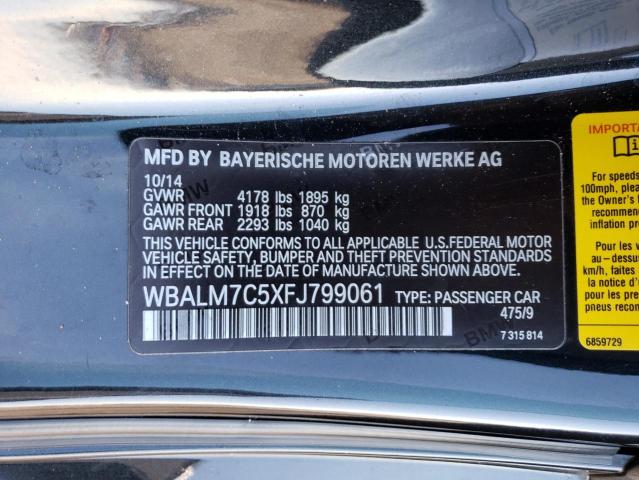 MFD BY BAYERISCHE MOTOREN WERKE AG
10/14
GVWR 4178 lbs 1895 kg
GAWR FRONT 1918 lbs 870 kg
GAWR REAR 2293 lbs 1040 kg
THIS VEHICLE CONFORMS TO ALL APPLICABLE U.S.FEDERAL MOTOR
VEHICLE SAFETY, BUMPER, AND THEFT PREVENTION STANDARDS
IN EFFECT ON THE DATE OF MANUFACTURE SHOWN ABOVE.
WBALM7C5XFJ799061 TYPE: PASSENGER CAR
475/9
7 315 814
IMPORTA
For speeds
100mph, plea
the Owner's
recommen
inflation pre
Pour les v
au-dessu
km/h, faites
pour les pre
pneus recom
6859729